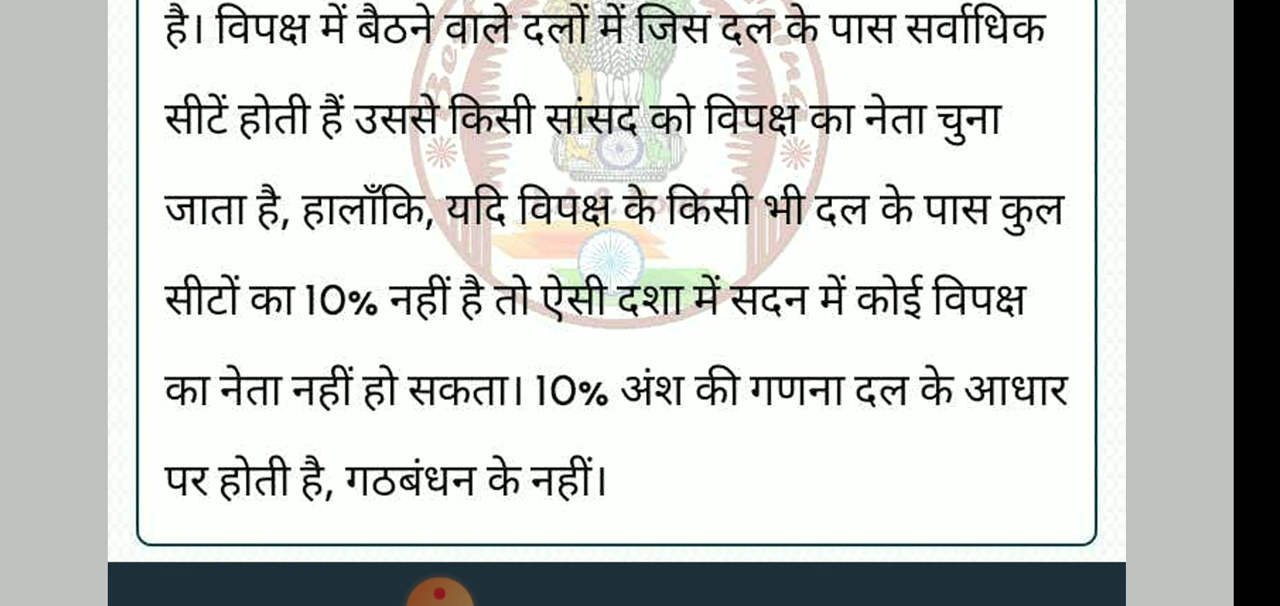 है। विपक्ष में बैठने वाले दलों में जिस दल के पास सर्वाधिक
सीटें होती हैं उससे किसी सांसद को विपक्ष का नेता चुना
जाता है, हालाँकि, यदि विपक्ष के किसी भी दल के पास कुल
सीटों का 10% नहीं है तो ऐसी दशा में सदन में कोई विपक्ष
का नेता नहीं हो सकता। 10% अंश की गणना दल के आधार
पर होती है, गठबंधन के नहीं।